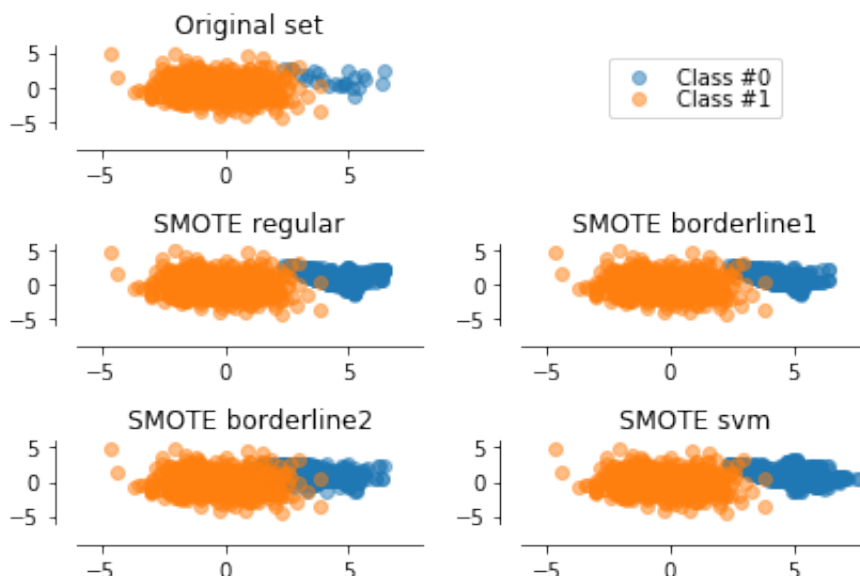 Original set
5
0
−5
−5 0 5
Class #0
Class #1
SMOTE regular
5
0
−5
−5 0 5
SMOTE borderline1
5
0
−5
−5 0 5
SMOTE borderline2
5
0
−5
−5 0 5
SMOTE svm
5
0
−5
−5 0 5